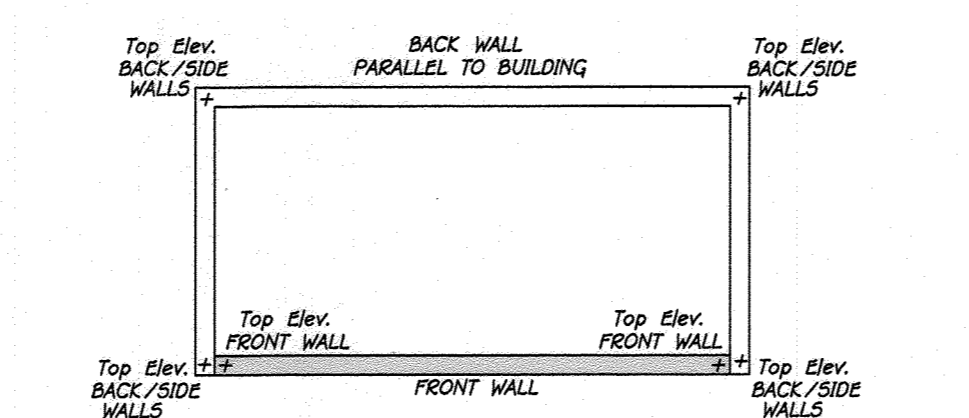 Top Elev.
BACK/SIDE
WALLS
BACK WALL
PARALLEL TO BUILDING
Top Elev.
BACK/SIDE
WALLS
Top Elev.
FRONT WALL
Top Elev.
FRONT WALL
Top Elev.
BACK/SIDE
WALLS
FRONT WALL
Top Elev.
BACK/SIDE
WALLS